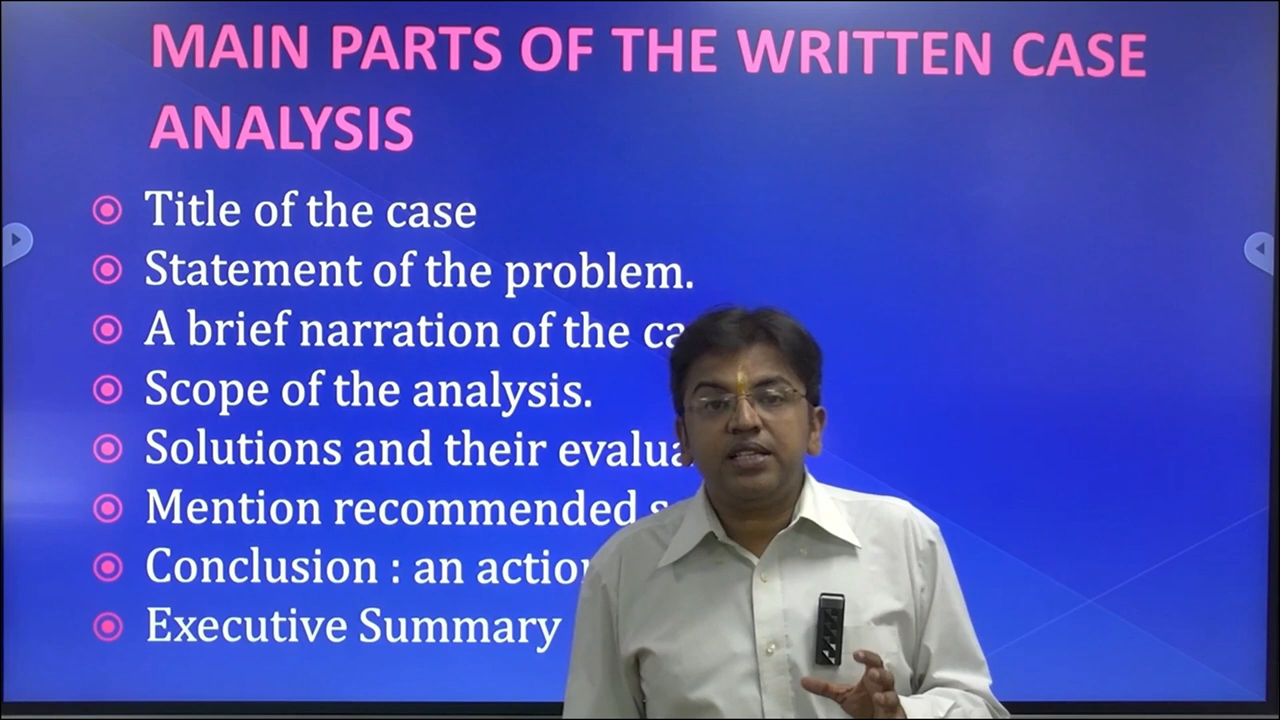 MAIN PARTS OF THE WRITTEN CASE
ANALYSIS
Title of the case
Statement of the problem.
A brief narration of the
Scope of the analysis.
Solutions and their
Mention recommended
Conclusion : an
Executive Summary